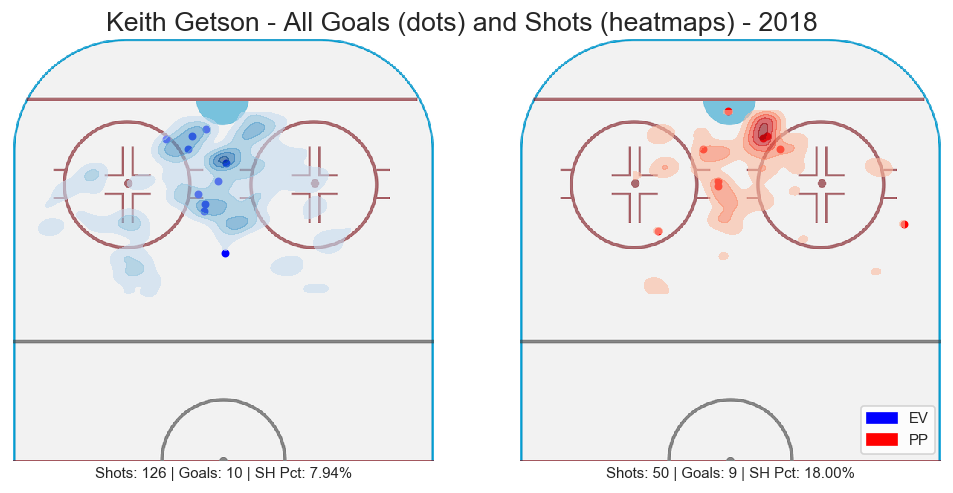 Keith Getson - All Goals (dots) and Shots (heatmaps) - 2018
EV
PP
Shots: 126 | Goals: 10 | SH Pct: 7.94%
Shots: 50 | Goals: 9 | SH Pct: 18.00%